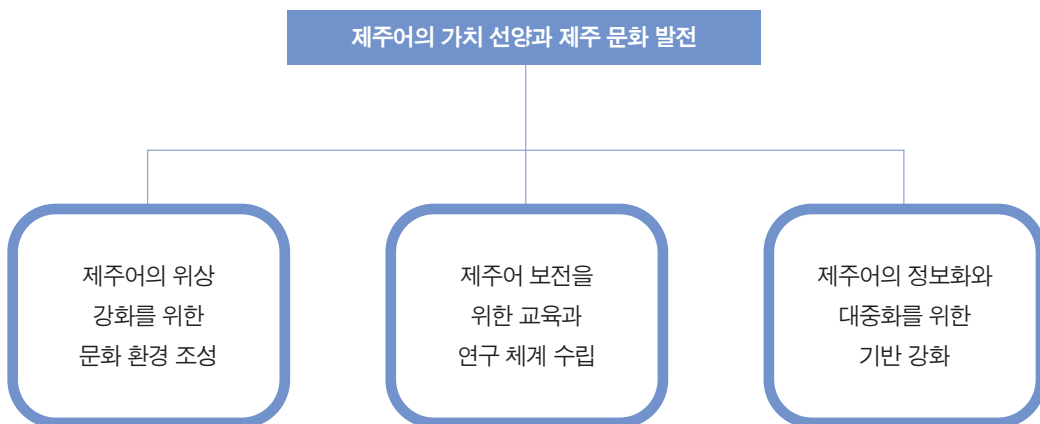 제주어의 가치 선양과 제주 문화 발전
제주어의 위상
강화를 위한
문화 환경 조성
제주어 보전을
위한 교육과
연구 체계 수립
제주어의 정보화와
대중화를 위한
기반 강화